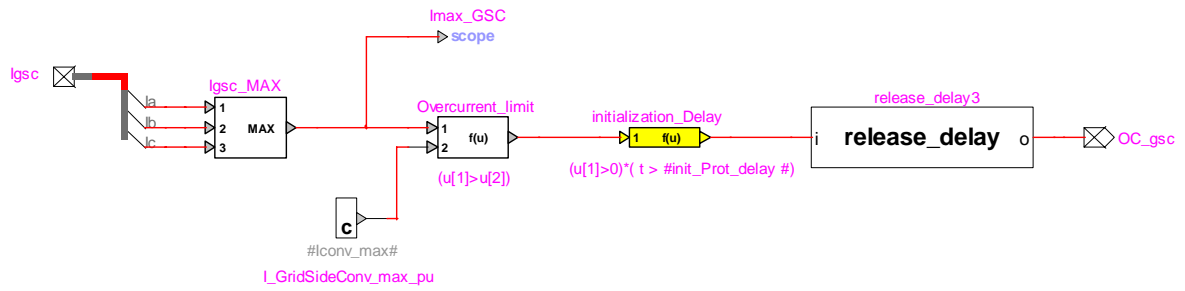 Imax_GSC
scope
Igsc
Igsc_MAX
Ia
Ib
Ic
1
2
3
MAX
Overcurrent_limit
1
2
f(u)
(u[1]>u[2])
initialization_Delay
1
f(u)
(u[1]>0)*( t > #init_Prot_delay #)
release_delay3
i
release_delay
o
OC_gsc
C
#Iconv_max#
I_GridSideConv_max_pu